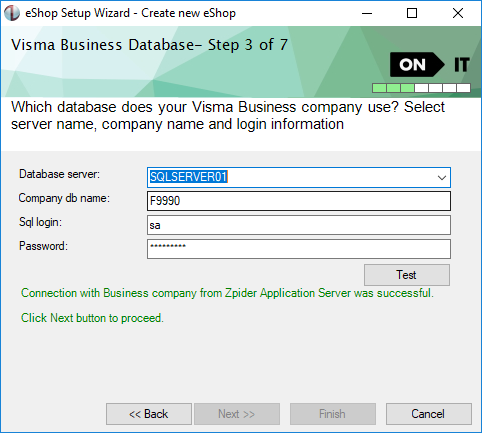 eShop Setup Wizard - Create new eShop
Visma Business Database– Step 3 of 7
ON IT
Which database does your Visma Business company use? Select
server name, company name and login information
Database server: SQLSERVER01
Company db name: F9990
Sql login: sa
Password: *********
Test
Connection with Business company from Zpider Application Server was successful.
Click Next button to proceed.
<< Back Next >> Finish Cancel